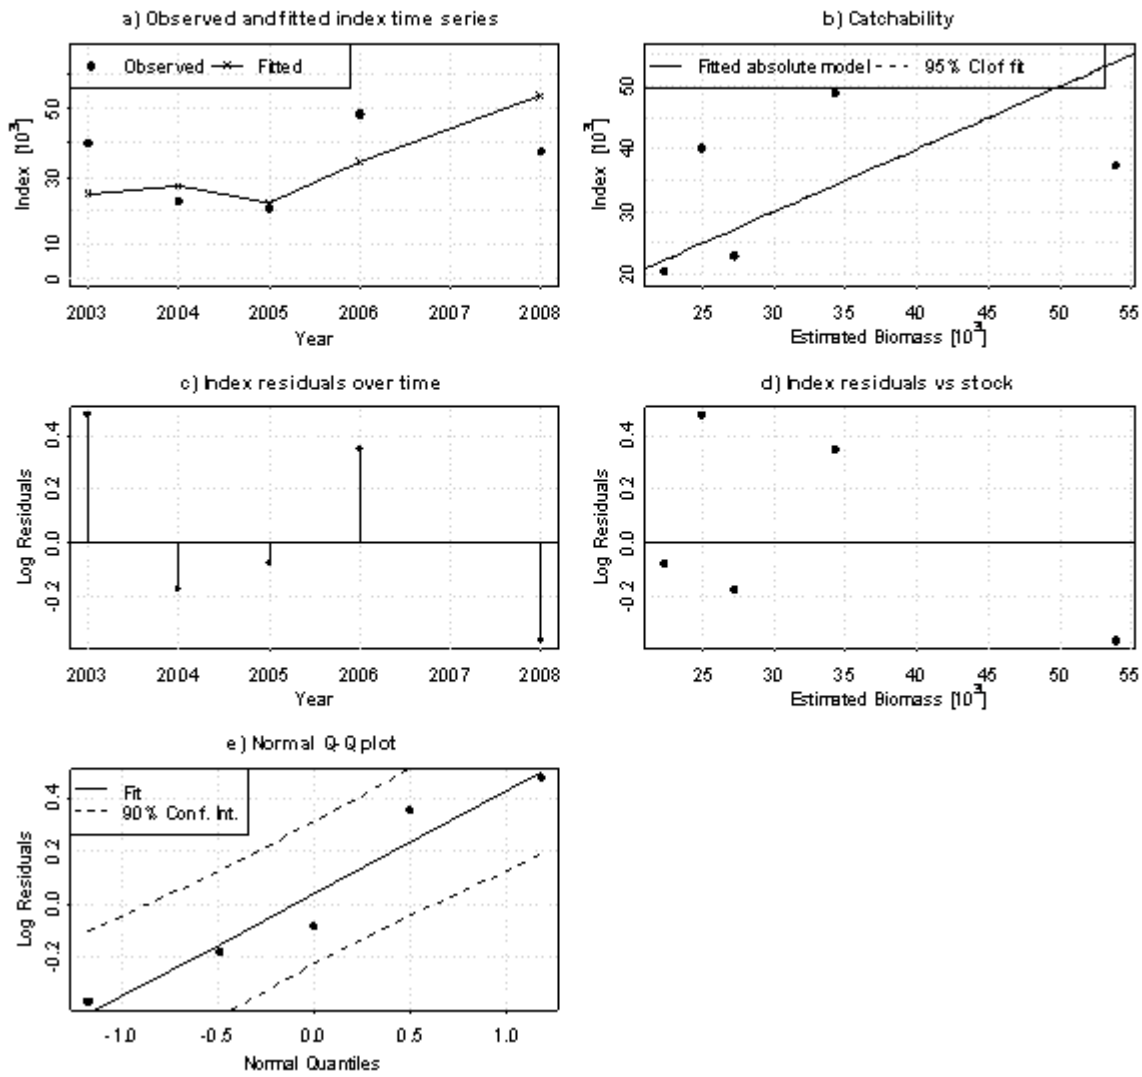 a) Observed and fitted index time series
Observed Fitted
Index [10³]
0 10 30 50
2003 2004 2005 2006 2007 2008
Year
b) Catchability
Fitted absolute model 95% CI of fit
Index [10³]
20 30 40 50
25 30 35 40 45 50 55
Estimated Biomass [10³]
c) Index residuals over time
Log Residuals
-0.2 0.0 0.2 0.4
2003 2004 2005 2006 2007 2008
Year
d) Index residuals vs stock
Log Residuals
-0.2 0.0 0.2 0.4
25 30 35 40 45 50 55
Estimated Biomass [10³]
e) Normal Q-Q plot
Fit
90% Conf. Int.
Log Residuals
-0.2 0.0 0.2 0.4
-1.0 -0.5 0.0 0.5 1.0
Normal Quantiles